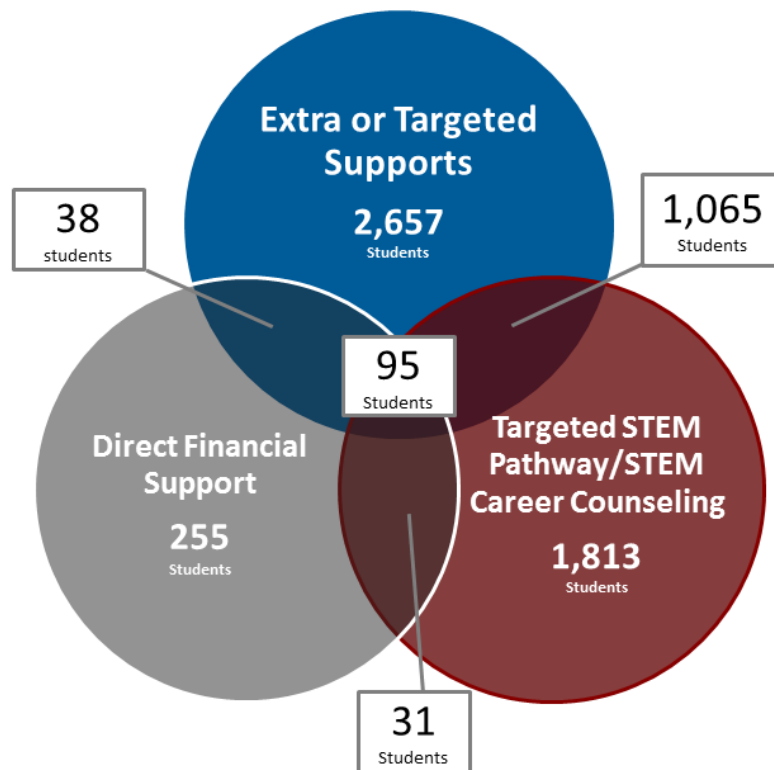 Extra or Targeted
Supports
2,657
Students
38
students
1,065
Students
95
Students
Direct Financial
Support
255
Students
Targeted STEM
Pathway/STEM
Career Counseling
1,813
Students
31
Students